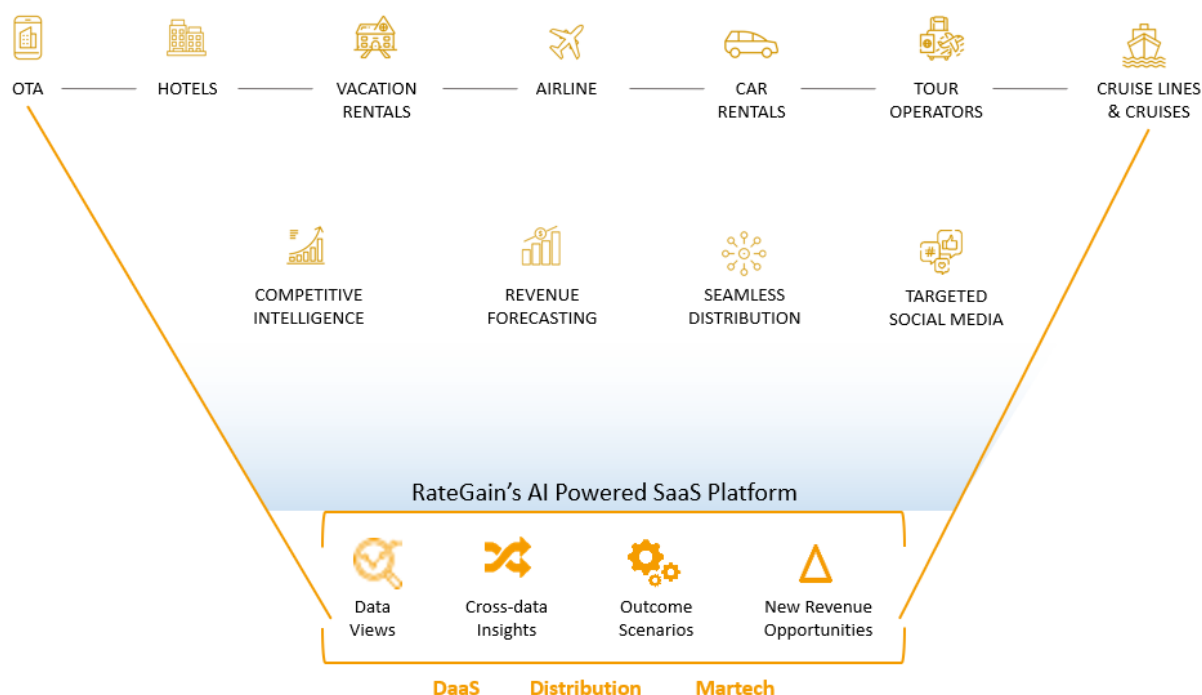 OTA
HOTELS
VACATION
RENTALS
AIRLINE
CAR
RENTALS
TOUR
OPERATORS
CRUISE LINES
& CRUISES
COMPETITIVE
INTELLIGENCE
REVENUE
FORECASTING
SEAMLESS
DISTRIBUTION
TARGETED
SOCIAL MEDIA
RateGain’s AI Powered SaaS Platform
Data
Views
Cross-data
Insights
Outcome
Scenarios
New Revenue
Opportunities
DaaS Distribution Martech